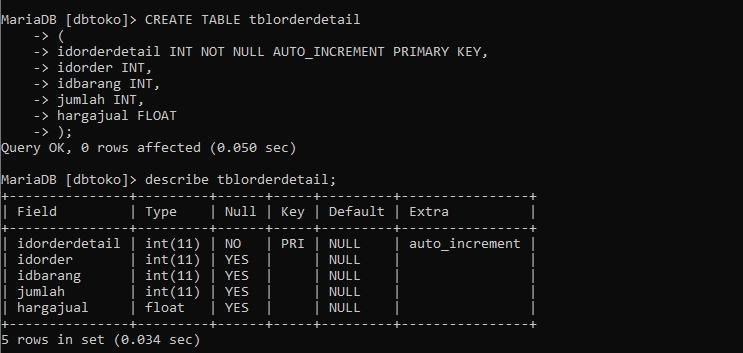 MariaDB [dbtoko]> CREATE TABLE tblorderdetail
    -> (
    -> idorderdetail INT NOT NULL AUTO_INCREMENT PRIMARY KEY,
    -> idorder INT,
    -> idbarang INT,
    -> jumlah INT,
    -> hargajual FLOAT
    -> );
Query OK, 0 rows affected (0.050 sec)

MariaDB [dbtoko]> describe tblorderdetail;
+---------------+---------+------+-----+---------+----------------+
| Field         | Type    | Null | Key | Default | Extra          |
+---------------+---------+------+-----+---------+----------------+
| idorderdetail | int(11) | NO   | PRI | NULL    | auto_increment |
| idorder       | int(11) | YES  |     | NULL    |                |
| idbarang      | int(11) | YES  |     | NULL    |                |
| jumlah        | int(11) | YES  |     | NULL    |                |
| hargajual     | float   | YES  |     | NULL    |                |
+---------------+---------+------+-----+---------+----------------+
5 rows in set (0.034 sec)